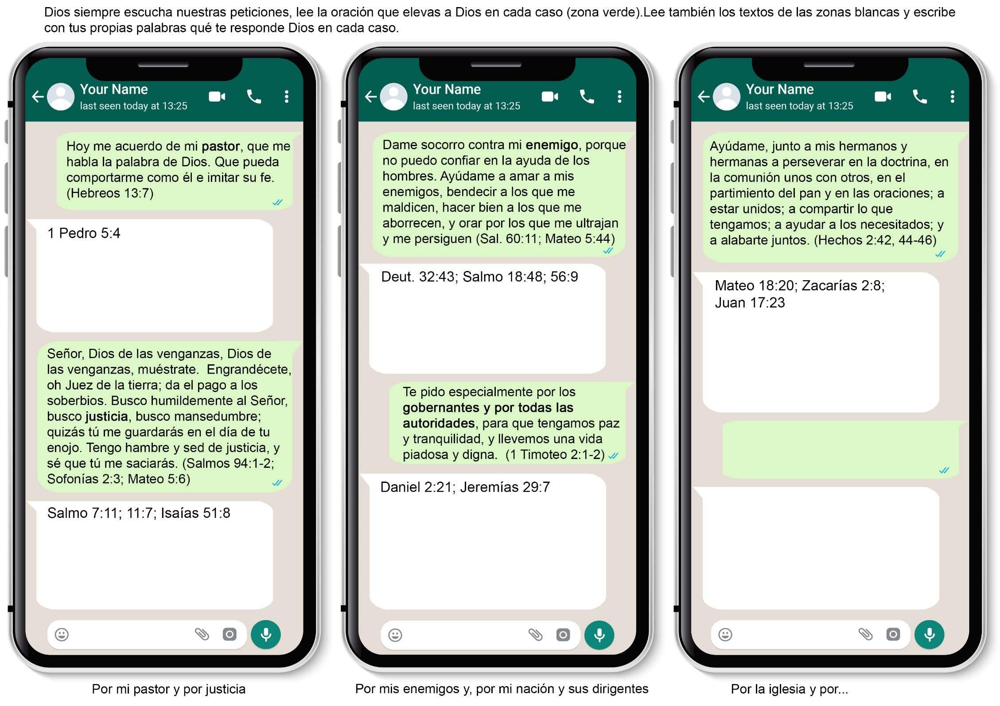 Dios siempre escucha nuestras peticiones, lee la oración que elevas a Dios en cada caso (zona verde).Lee también los textos de las zonas blancas y escribe
con tus propias palabras qué te responde Dios en cada caso.
Your Name
last seen today at 13:25
Hoy me acuerdo de mi pastor, que me
habla la palabra de Dios. Que pueda
comportarme como él e imitar su fe.
(Hebreos 13:7)
1 Pedro 5:4
Señor, Dios de las venganzas, Dios de
las venganzas, muéstrate.  Engrandécete,
oh Juez de la tierra; da el pago a los
soberbios. Busco humildemente al Señor,
busco justicia, busco mansedumbre;
quizás tú me guardarás en el día de tu
enojo. Tengo hambre y sed de justicia, y
sé que tú me saciarás. (Salmos 94:1-2;
Sofonías 2:3; Mateo 5:6)
Salmo 7:11; 11:7; Isaías 51:8
Por mi pastor y por justicia
Your Name
last seen today at 13:25
Dame socorro contra mi enemigo, porque
no puedo confiar en la ayuda de los
hombres. Ayúdame a amar a mis
enemigos, bendecir a los que me
maldicen, hacer bien a los que me
aborrecen, y orar por los que me ultrajan
y me persiguen (Sal. 60:11; Mateo 5:44)
Deut. 32:43; Salmo 18:48; 56:9
Te pido especialmente por los
gobernantes y por todas las
autoridades, para que tengamos paz
y tranquilidad, y llevemos una vida
piadosa y digna.  (1 Timoteo 2:1-2)
Daniel 2:21; Jeremías 29:7
Por mis enemigos y, por mi nación y sus dirigentes
Your Name
last seen today at 13:25
Ayúdame, junto a mis hermanos y
hermanas a perseverar en la doctrina, en
la comunión unos con otros, en el
partimiento del pan y en las oraciones; a
estar unidos; a compartir lo que
tengamos; a ayudar a los necesitados; y
a alabarte juntos. (Hechos 2:42, 44-46)
Mateo 18:20; Zacarías 2:8;
Juan 17:23
Por la iglesia y por...